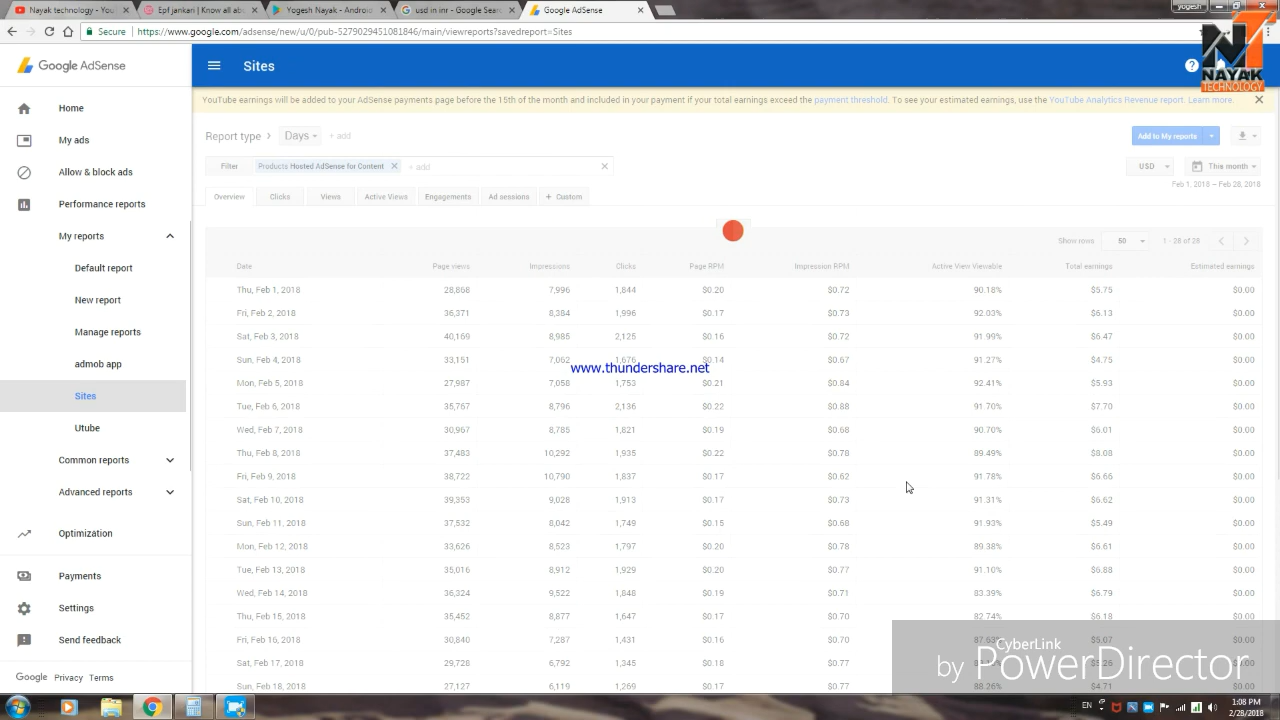 Nayak technology - You
Epf jankari | Know all abo
Yogesh Nayak - Android
usd in inr - Google Sear
Google AdSense
yogesh
Secure
https://www.google.com/adsense/new/u/0/pub-5279029451081846/main/viewreports?savedreport=Sites
NAYAK
TECHNOLOGY
Google AdSense
Sites
YouTube earnings will be added to your AdSense payments page before the 15th of the month and included in your payment if your total earnings exceed the payment threshold. To see your estimated earnings, use the YouTube Analytics Revenue report. Learn more.
Home
My ads
Allow & block ads
Performance reports
My reports
Default report
New report
Manage reports
admob app
Sites
Utube
Common reports
Advanced reports
Optimization
Payments
Settings
Send feedback
Google Privacy Terms
Report type Days + add
Add to My reports
Filter Products Hosted AdSense for Content + add
USD This month
Feb 1, 2018 – Feb 28, 2018
Overview Clicks Views Active Views Engagements Ad sessions + Custom
Show rows 50 1 - 28 of 28
Date Page views Impressions Clicks Page RPM Impression RPM Active View Viewable Total earnings Estimated earnings
Thu, Feb 1, 2018 28,868 7,996 1,844 $0.20 $0.72 90.18% $5.75 $0.00
Fri, Feb 2, 2018 36,371 8,384 1,996 $0.17 $0.73 92.03% $6.13 $0.00
Sat, Feb 3, 2018 40,169 8,985 2,125 $0.16 $0.72 91.99% $6.47 $0.00
Sun, Feb 4, 2018 33,151 7,062 1,676 $0.14 $0.67 91.27% $4.75 $0.00
www.thundershare.net
Mon, Feb 5, 2018 27,987 7,058 1,753 $0.21 $0.84 92.41% $5.93 $0.00
Tue, Feb 6, 2018 35,767 8,796 2,136 $0.22 $0.88 91.70% $7.70 $0.00
Wed, Feb 7, 2018 30,967 8,785 1,821 $0.19 $0.68 90.70% $6.01 $0.00
Thu, Feb 8, 2018 37,483 10,292 1,935 $0.22 $0.78 89.49% $8.08 $0.00
Fri, Feb 9, 2018 38,722 10,790 1,837 $0.17 $0.62 91.78% $6.66 $0.00
Sat, Feb 10, 2018 39,353 9,028 1,913 $0.17 $0.73 91.31% $6.62 $0.00
Sun, Feb 11, 2018 37,532 8,042 1,749 $0.15 $0.68 91.93% $5.49 $0.00
Mon, Feb 12, 2018 33,626 8,523 1,797 $0.20 $0.78 89.38% $6.61 $0.00
Tue, Feb 13, 2018 35,016 8,912 1,929 $0.20 $0.77 91.10% $6.88 $0.00
Wed, Feb 14, 2018 36,324 9,522 1,848 $0.19 $0.71 83.39% $6.79 $0.00
Thu, Feb 15, 2018 35,452 8,877 1,647 $0.17 $0.70 82.74% $6.18 $0.00
Fri, Feb 16, 2018 30,840 7,287 1,431 $0.16 $0.70 87.63% $5.07 $0.00
Sat, Feb 17, 2018 29,728 6,792 1,345 $0.18 $0.77 $0.00
Sun, Feb 18, 2018 27,127 6,119 1,269 $0.17 $0.77 88.26% $4.71 $0.00
CyberLink
by PowerDirector
EN
1:08 PM
2/28/2018